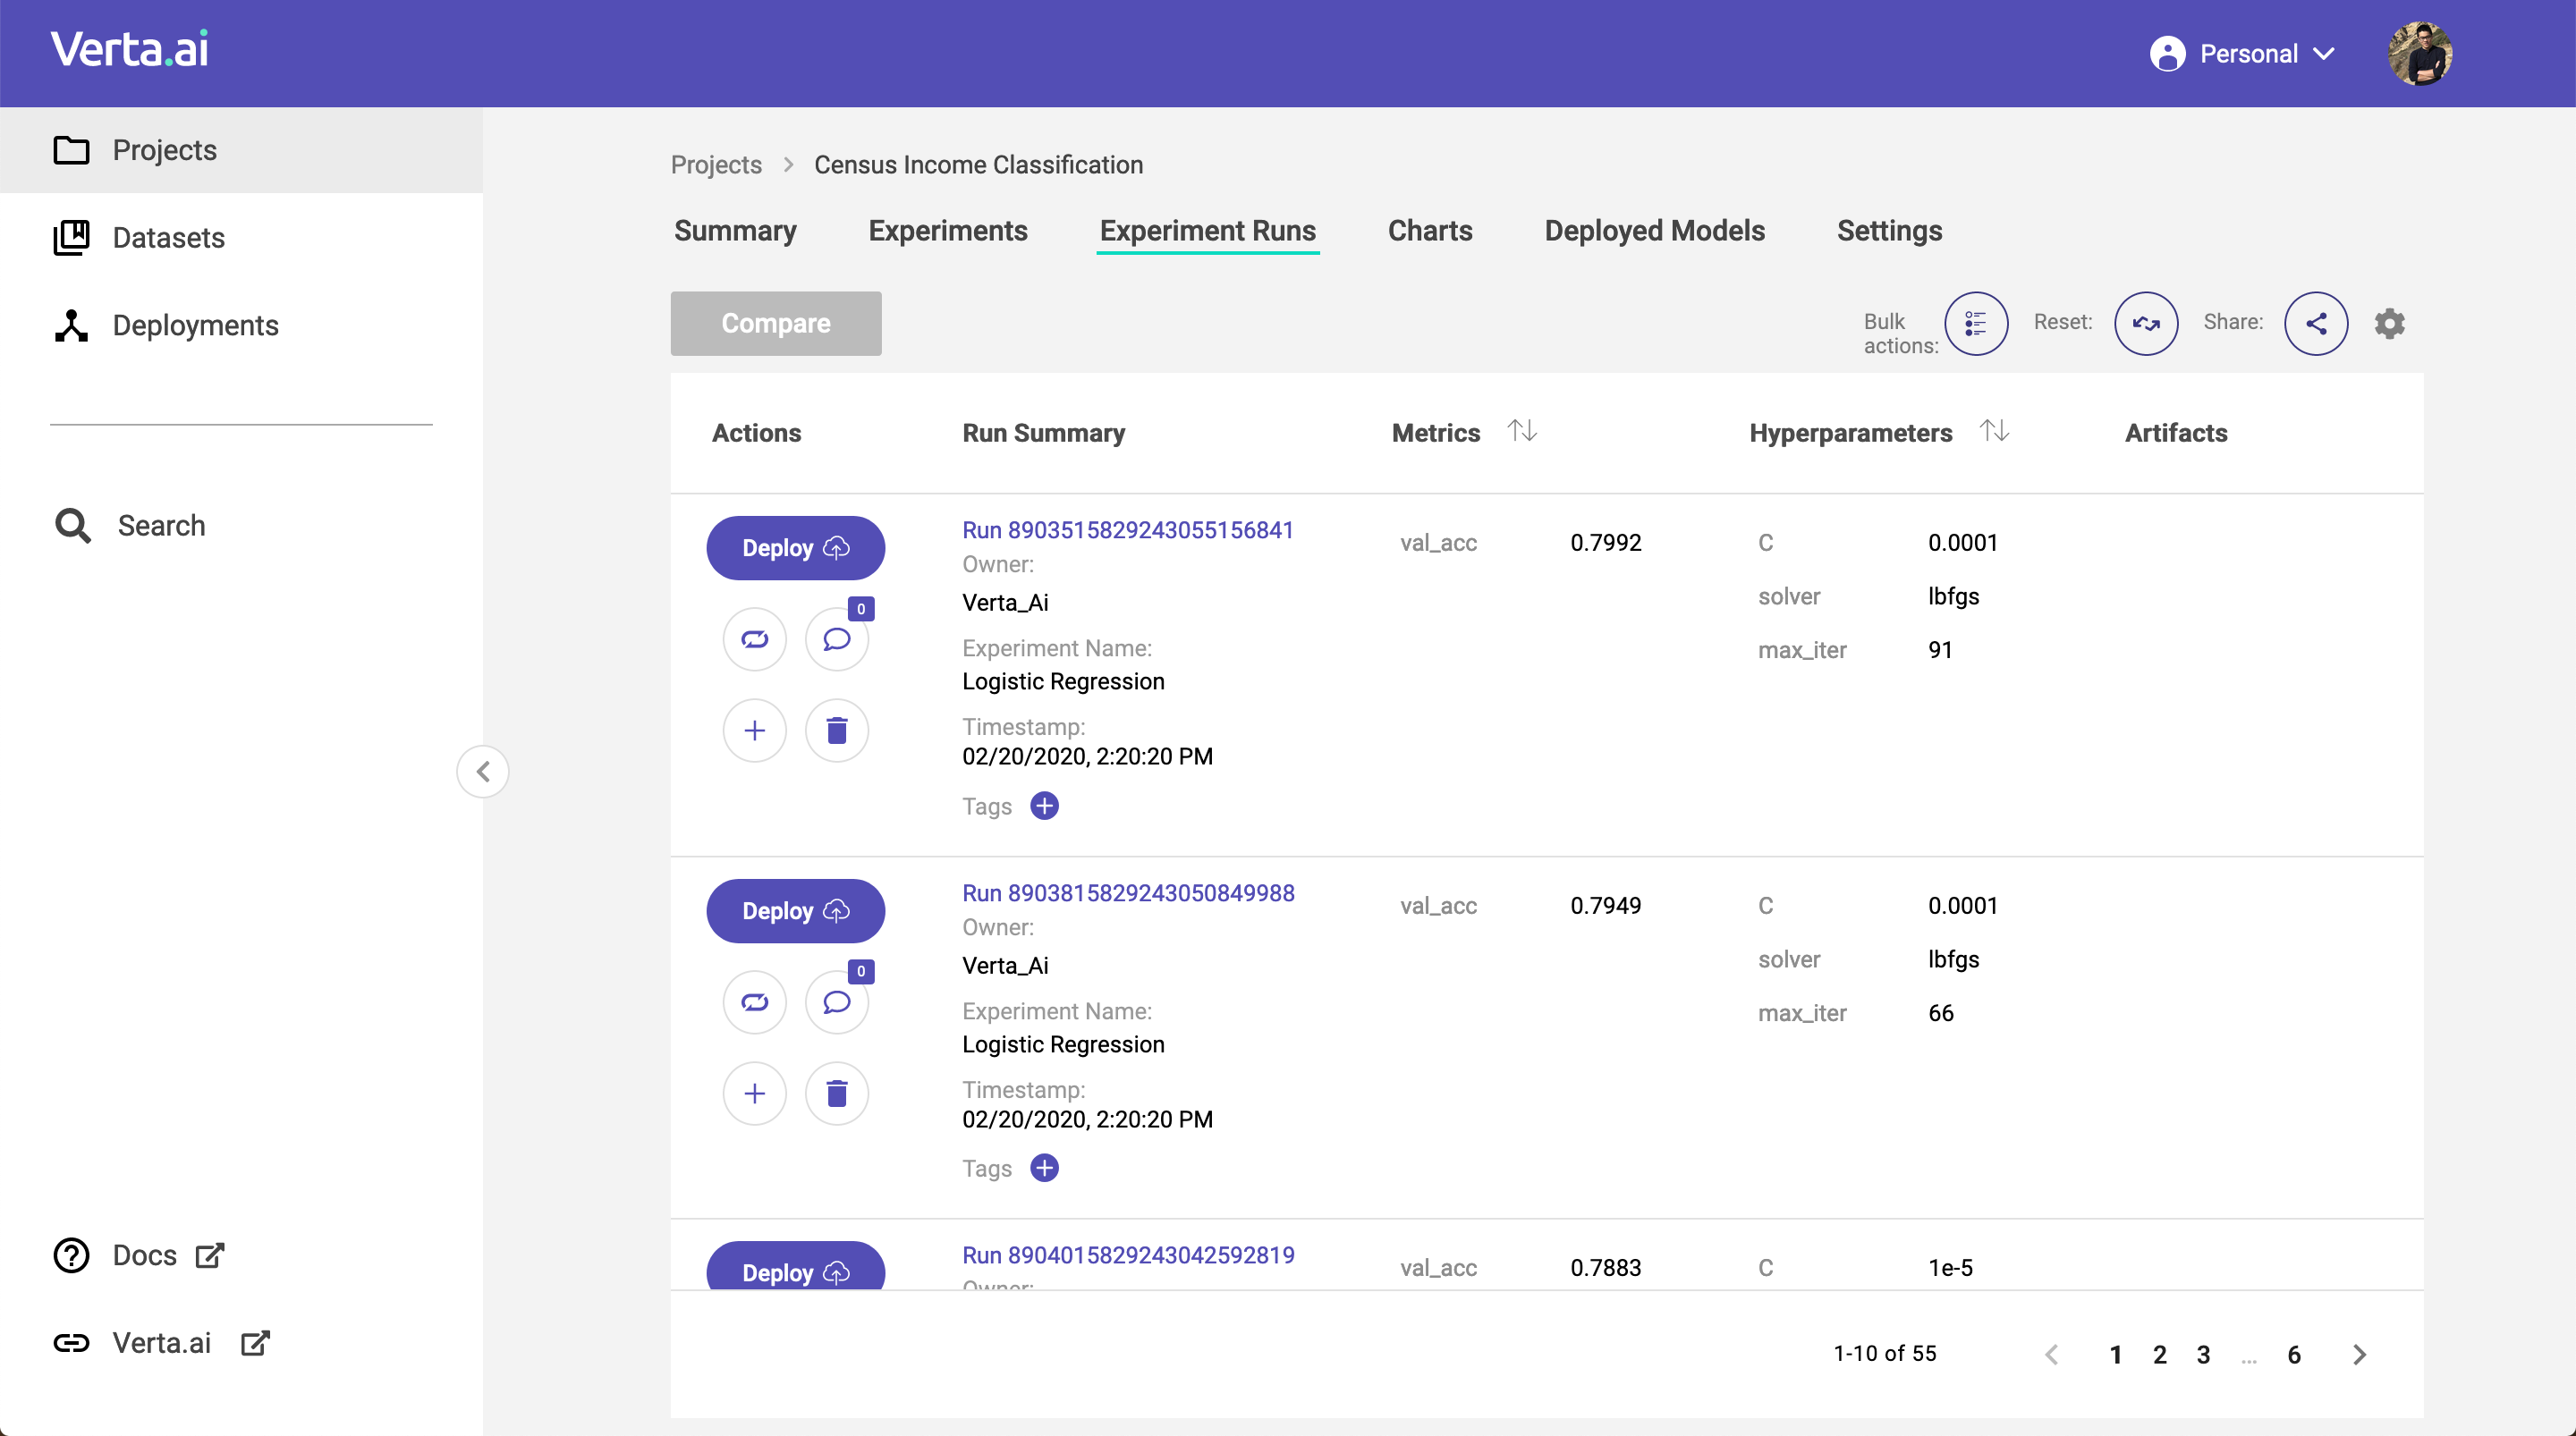 Verta.ai
Personal
Projects
Datasets
Deployments
Search
Docs
Verta.ai
Projects > Census Income Classification
Summary Experiments Experiment Runs Charts Deployed Models Settings
Compare
Bulk actions: Reset: Share:
Actions Run Summary Metrics Hyperparameters Artifacts
Deploy
0
Run 8903515829243055156841
Owner:
Verta_Ai
Experiment Name:
Logistic Regression
Timestamp:
02/20/2020, 2:20:20 PM
Tags
val_acc 0.7992
C 0.0001
solver lbfgs
max_iter 91
Deploy
0
Run 8903815829243050849988
Owner:
Verta_Ai
Experiment Name:
Logistic Regression
Timestamp:
02/20/2020, 2:20:20 PM
Tags
val_acc 0.7949
C 0.0001
solver lbfgs
max_iter 66
Deploy
Run 8904015829243042592819
Owner:
val_acc 0.7883
C 1e-5
1-10 of 55
1 2 3 ... 6